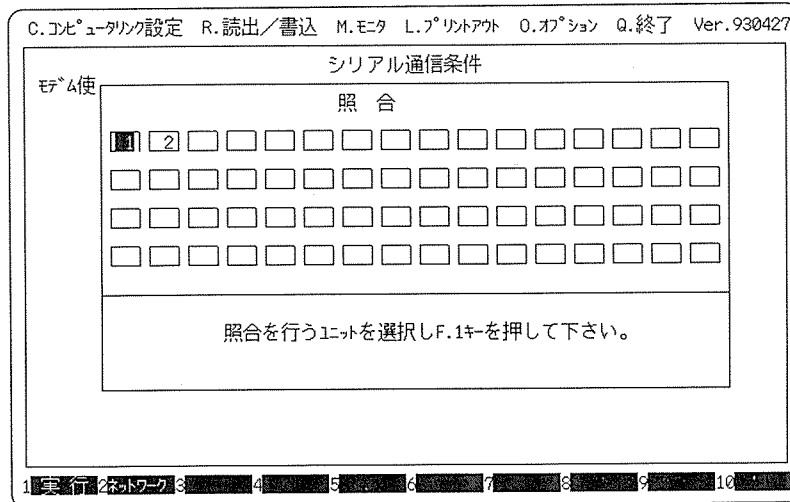 C.ｺﾝﾋﾟｭｰﾀﾘﾝｸ設定 R.読出／書込 M.ﾓﾆﾀ L.ﾌﾟﾘﾝﾄｱｳﾄ O.ｵﾌﾟｼｮﾝ Q.終了 Ver.930427
シリアル通信条件
ﾓﾃﾞﾑ使
照 合
1 2
照合を行うﾕﾆｯﾄを選択しF.1ｷｰを押して下さい。
1 実 行 2ﾈｯﾄﾜｰｸ 3 4 5 6 7 8 9 10